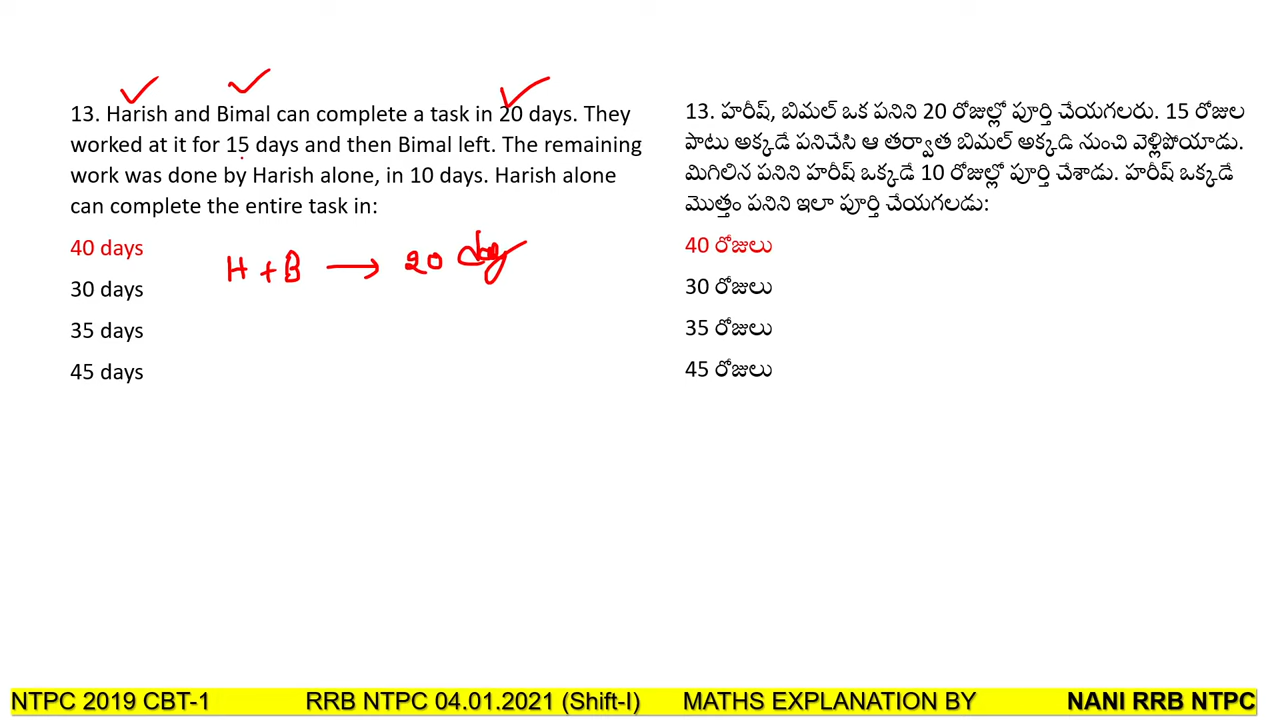 13. Harish and Bimal can complete a task in 20 days. They
worked at it for 15 days and then Bimal left. The remaining
work was done by Harish alone, in 10 days. Harish alone
can complete the entire task in:
40 days
30 days
35 days
45 days
H + B → 20 day
13. హరీష్, బిమల్ ఒక పనిని 20 రోజుల్లో పూర్తి చేయగలరు. 15 రోజుల
పాటు అక్కడే పనిచేసి ఆ తర్వాత బిమల్ అక్కడి నుంచి వెళ్లిపోయాడు.
మిగిలిన పనిని హరీష్ ఒక్కడే 10 రోజుల్లో పూర్తి చేశాడు. హరీష్ ఒక్కడే
మొత్తం పనిని ఇలా పూర్తి చేయగలడు:
40 రోజులు
30 రోజులు
35 రోజులు
45 రోజులు
NTPC 2019 CBT-1 RRB NTPC 04.01.2021 (Shift-I) MATHS EXPLANATION BY NANI RRB NTPC